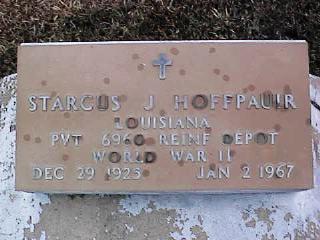 STARCUS J HOFFPAUIR
LOUISIANA
PVT 6960 REINF DEPOT
WORLD WAR II
DEC 29 1923 JAN 2 1967